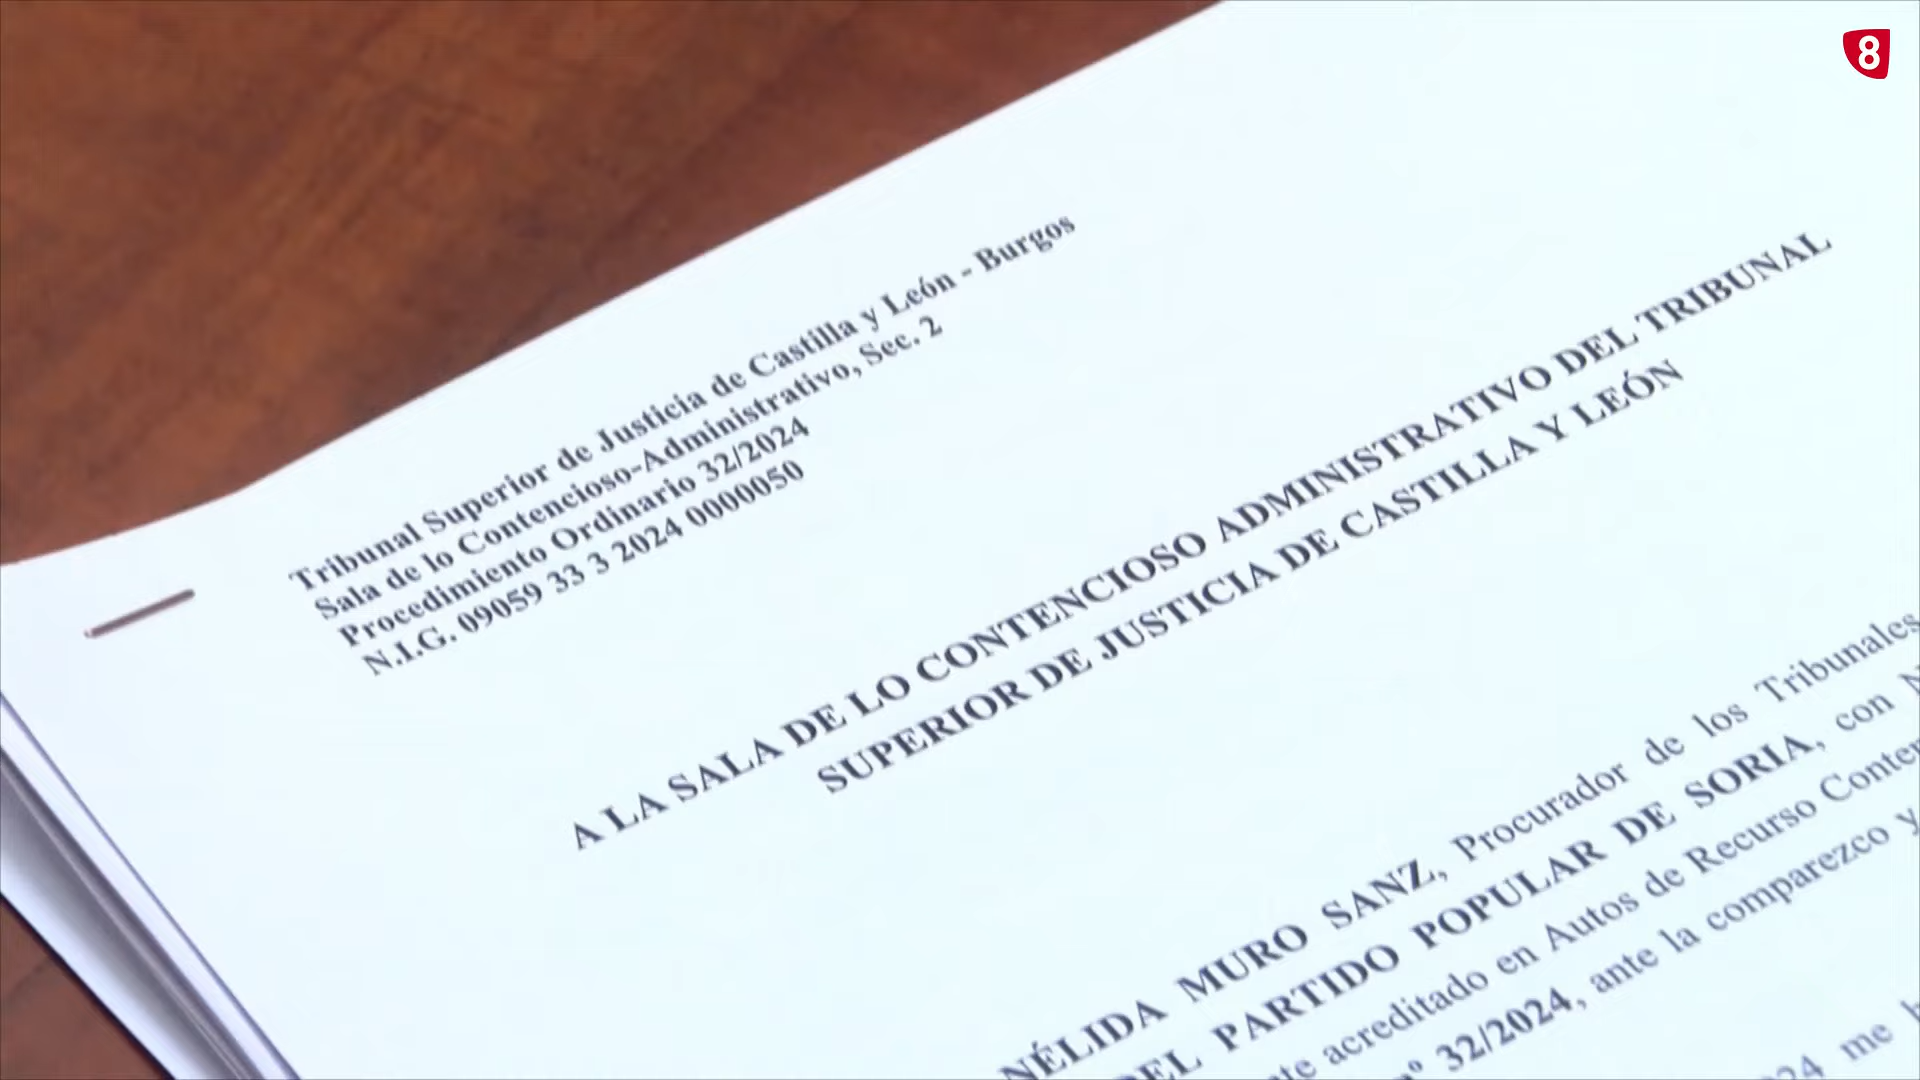 8
Tribunal Superior de Justicia de Castilla y León - Burgos
Sala de lo Contencioso-Administrativo, Sec. 2
Procedimiento Ordinario 32/2024
N.I.G. 09059 33 3 2024 0000050
A LA SALA DE LO CONTENCIOSO ADMINISTRATIVO DEL TRIBUNAL
SUPERIOR DE JUSTICIA DE CASTILLA Y LEÓN
NÉLIDA MURO SANZ, Procurador de los Tribunales
DEL PARTIDO POPULAR DE SORIA, con
acreditado en Autos de Recurso
nº 32/2024, ante la comparezco y
me